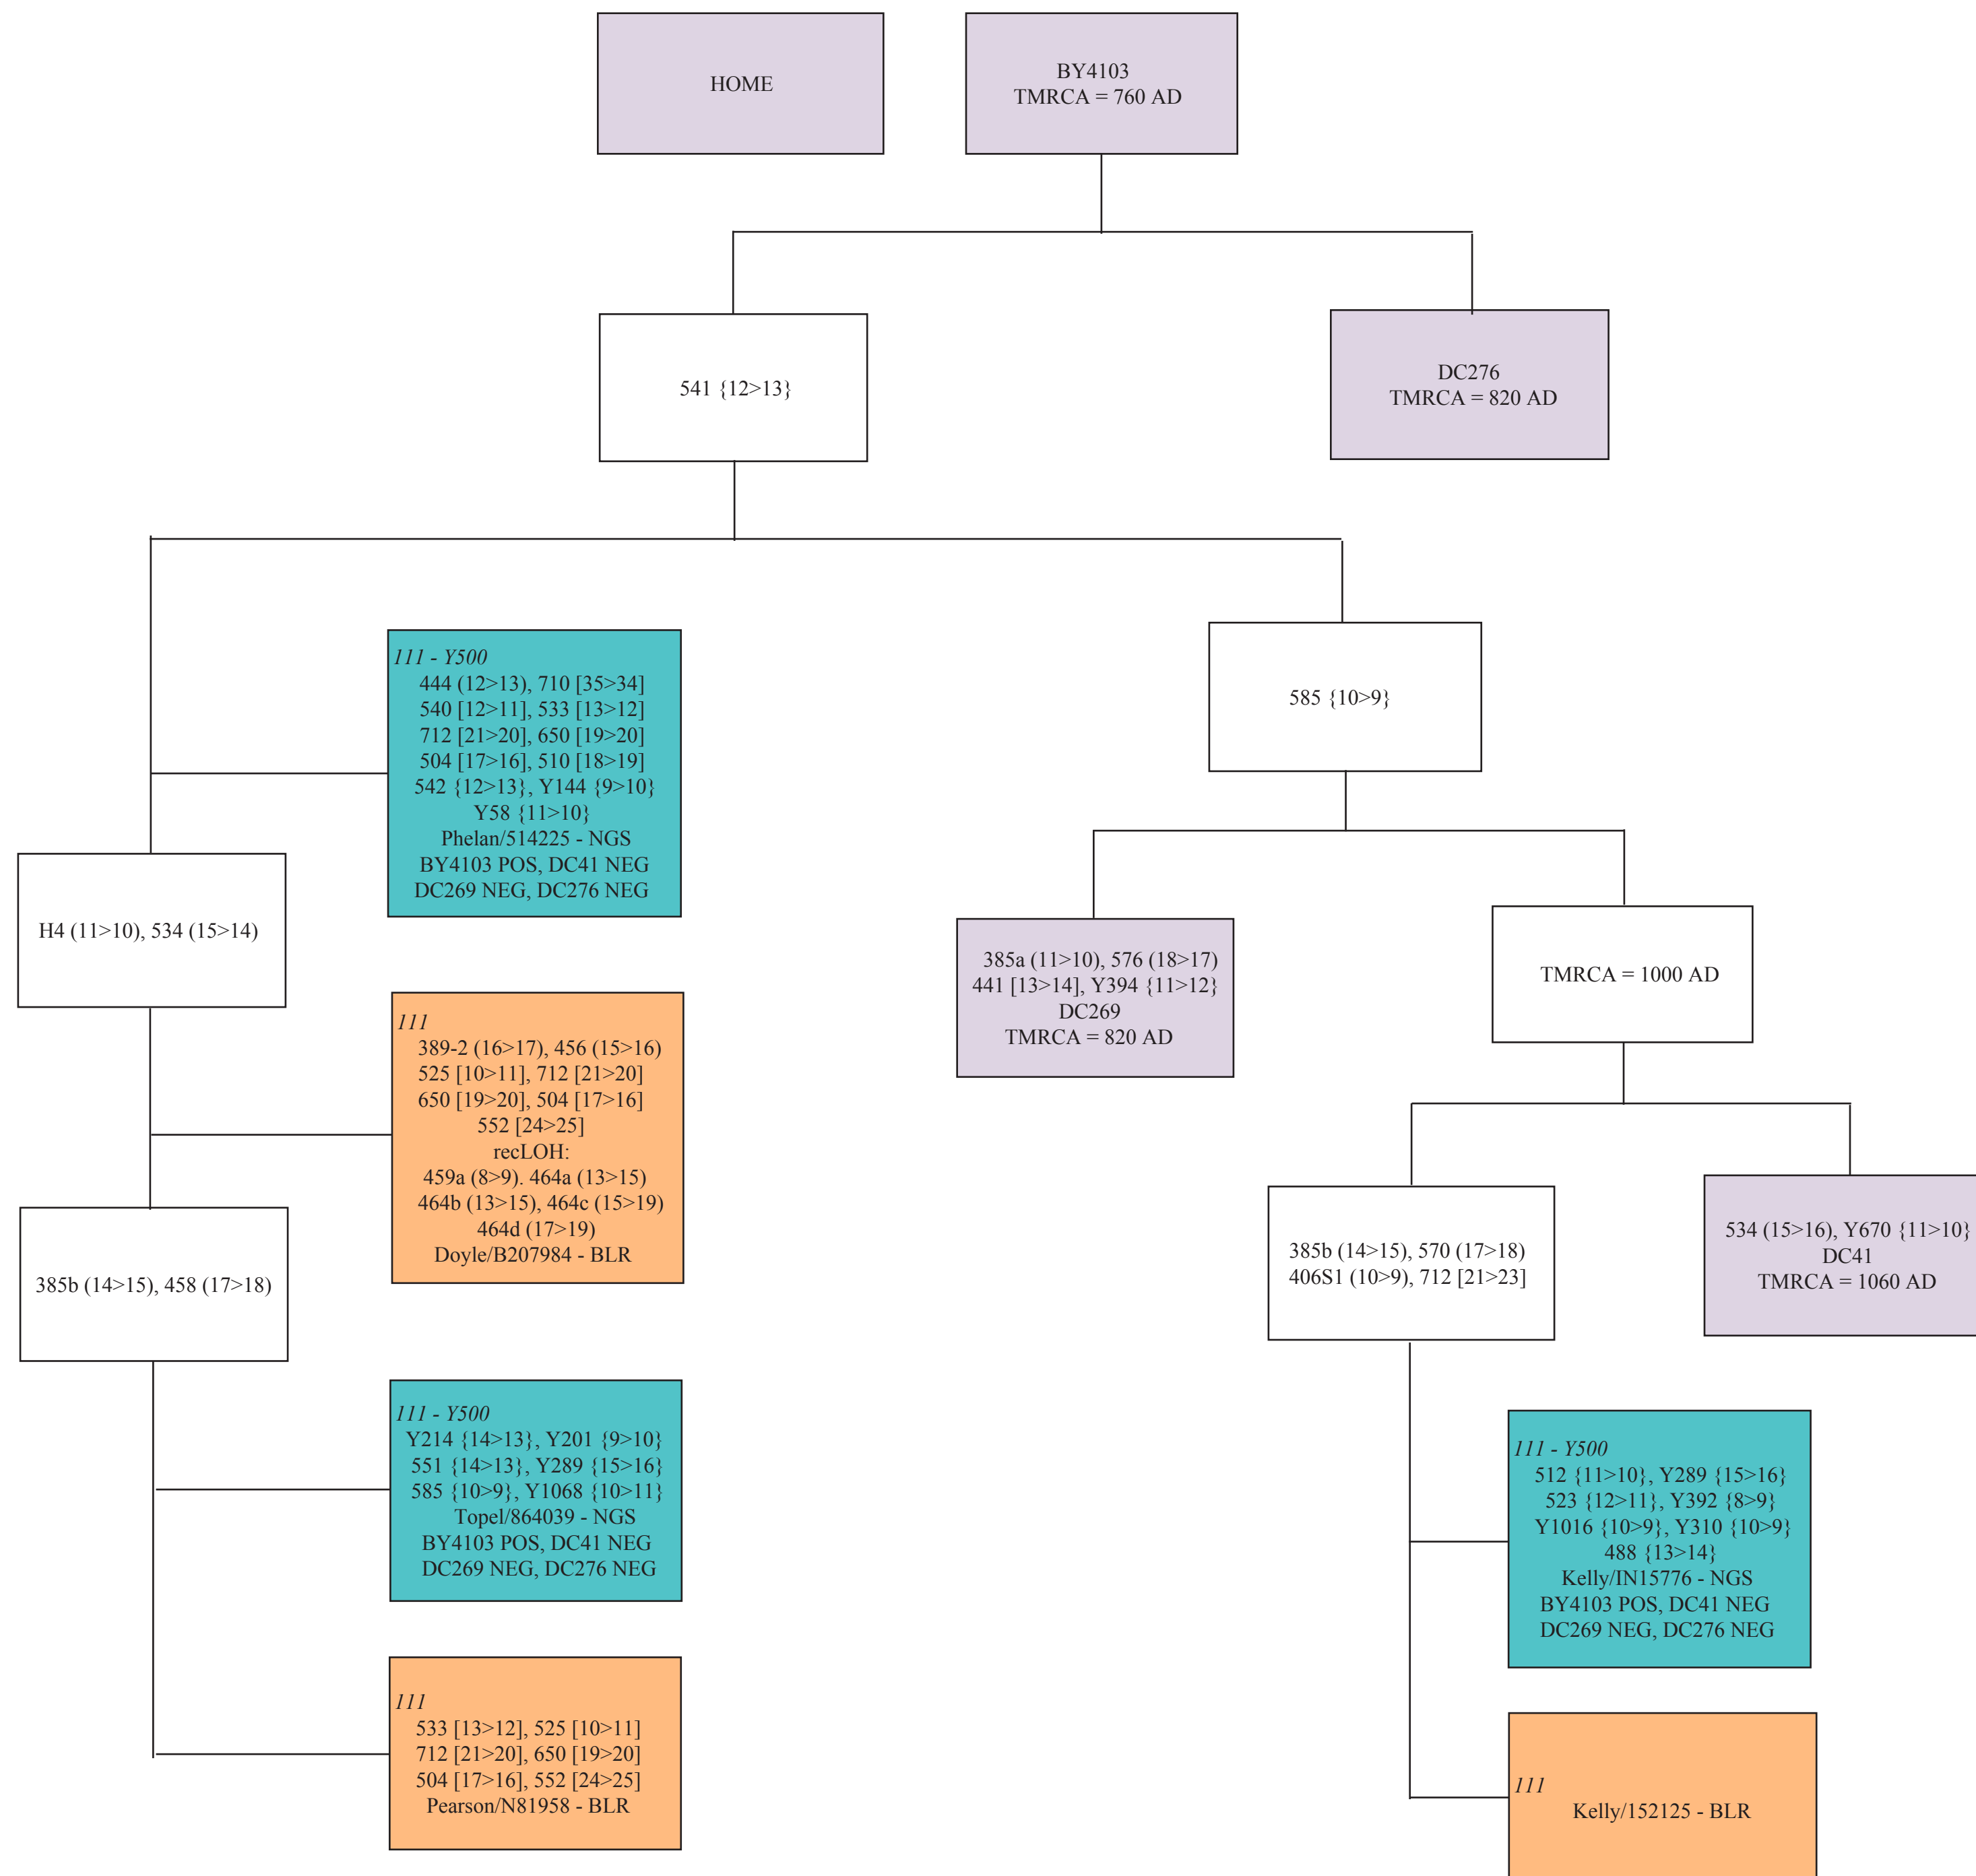 HOME
BY4103
TMRCA = 760 AD
541 {12>13}
DC276
TMRCA = 820 AD
111 - Y500
444 (12>13), 710 [35>34]
540 [12>11], 533 [13>12]
712 [21>20], 650 [19>20]
504 [17>16], 510 [18>19]
542 {12>13}, Y144 {9>10}
Y58 {11>10}
Phelan/514225 - NGS
BY4103 POS, DC41 NEG
DC269 NEG, DC276 NEG
585 {10>9}
H4 (11>10), 534 (15>14)
385a (11>10), 576 (18>17)
441 [13>14], Y394 {11>12}
DC269
TMRCA = 820 AD
TMRCA = 1000 AD
111
389-2 (16>17), 456 (15>16)
525 [10>11], 712 [21>20]
650 [19>20], 504 [17>16]
552 [24>25]
recLOH:
459a (8>9). 464a (13>15)
464b (13>15), 464c (15>19)
464d (17>19)
Doyle/B207984 - BLR
385b (14>15), 458 (17>18)
385b (14>15), 570 (17>18)
406S1 (10>9), 712 [21>23]
534 (15>16), Y670 {11>10}
DC41
TMRCA = 1060 AD
111 - Y500
Y214 {14>13}, Y201 {9>10}
551 {14>13}, Y289 {15>16}
585 {10>9}, Y1068 {10>11}
Topel/864039 - NGS
BY4103 POS, DC41 NEG
DC269 NEG, DC276 NEG
111 - Y500
512 {11>10}, Y289 {15>16}
523 {12>11}, Y392 {8>9}
Y1016 {10>9}, Y310 {10>9}
488 {13>14}
Kelly/IN15776 - NGS
BY4103 POS, DC41 NEG
DC269 NEG, DC276 NEG
111
533 [13>12], 525 [10>11]
712 [21>20], 650 [19>20]
504 [17>16], 552 [24>25]
Pearson/N81958 - BLR
111
Kelly/152125 - BLR